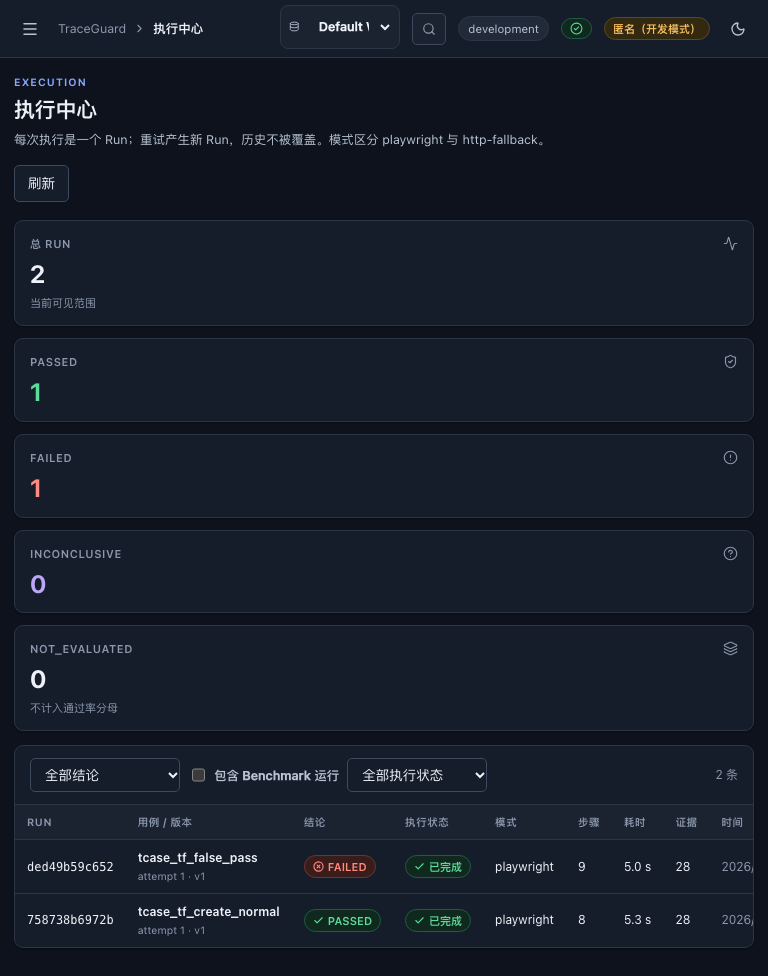 TraceGuard > 执行中心 Default W development 匿名（开发模式）
EXECUTION
执行中心
每次执行是一个 Run；重试产生新 Run，历史不被覆盖。模式区分 playwright 与 http-fallback。
刷新
总 RUN
2
当前可见范围
PASSED
1
FAILED
1
INCONCLUSIVE
0
NOT_EVALUATED
0
不计入通过率分母
全部结论 包含 Benchmark 运行 全部执行状态 2 条
RUN 用例 / 版本 结论 执行状态 模式 步骤 耗时 证据 时间
ded49b59c652 tcase_tf_false_pass FAILED 已完成 playwright 9 5.0 s 28 2026/
attempt 1 · v1
758738b6972b tcase_tf_create_normal PASSED 已完成 playwright 8 5.3 s 28 2026/
attempt 1 · v1